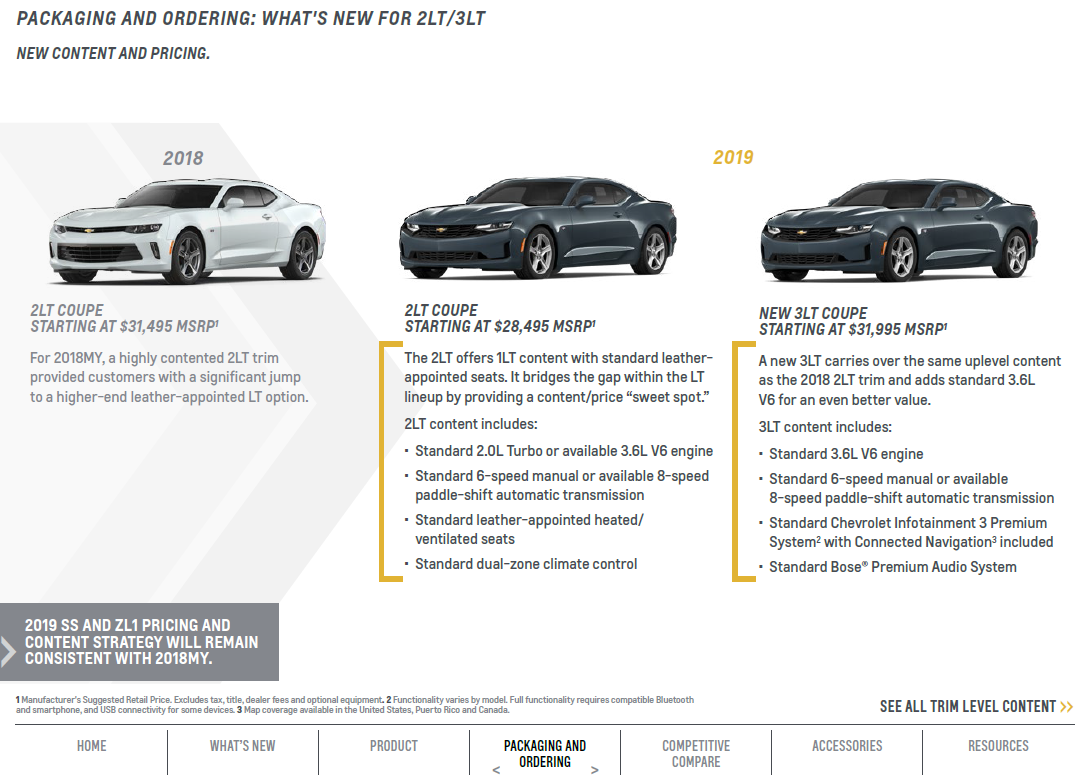 PACKAGING AND ORDERING: WHAT'S NEW FOR 2LT/3LT
NEW CONTENT AND PRICING.
2018
2019
2LT COUPE
STARTING AT $31,495 MSRP¹
For 2018MY, a highly contented 2LT trim
provided customers with a significant jump
to a higher-end leather-appointed LT option.
2LT COUPE
STARTING AT $28,495 MSRP¹
The 2LT offers 1LT content with standard leather-
appointed seats. It bridges the gap within the LT
lineup by providing a content/price “sweet spot.”
2LT content includes:
· Standard 2.0L Turbo or available 3.6L V6 engine
· Standard 6-speed manual or available 8-speed
paddle-shift automatic transmission
· Standard leather-appointed heated/
ventilated seats
· Standard dual-zone climate control
NEW 3LT COUPE
STARTING AT $31,995 MSRP¹
A new 3LT carries over the same uplevel content
as the 2018 2LT trim and adds standard 3.6L
V6 for an even better value.
3LT content includes:
· Standard 3.6L V6 engine
· Standard 6-speed manual or available
8-speed paddle-shift automatic transmission
· Standard Chevrolet Infotainment 3 Premium
System² with Connected Navigation³ included
· Standard Bose® Premium Audio System
2019 SS AND ZL1 PRICING AND
CONTENT STRATEGY WILL REMAIN
CONSISTENT WITH 2018MY.
1 Manufacturer's Suggested Retail Price. Excludes tax, title, dealer fees and optional equipment. 2 Functionality varies by model. Full functionality requires compatible Bluetooth
and smartphone, and USB connectivity for some devices. 3 Map coverage available in the United States, Puerto Rico and Canada.
SEE ALL TRIM LEVEL CONTENT >>
HOME
WHAT'S NEW
PRODUCT
PACKAGING AND
ORDERING
< >
COMPETITIVE
COMPARE
ACCESSORIES
RESOURCES